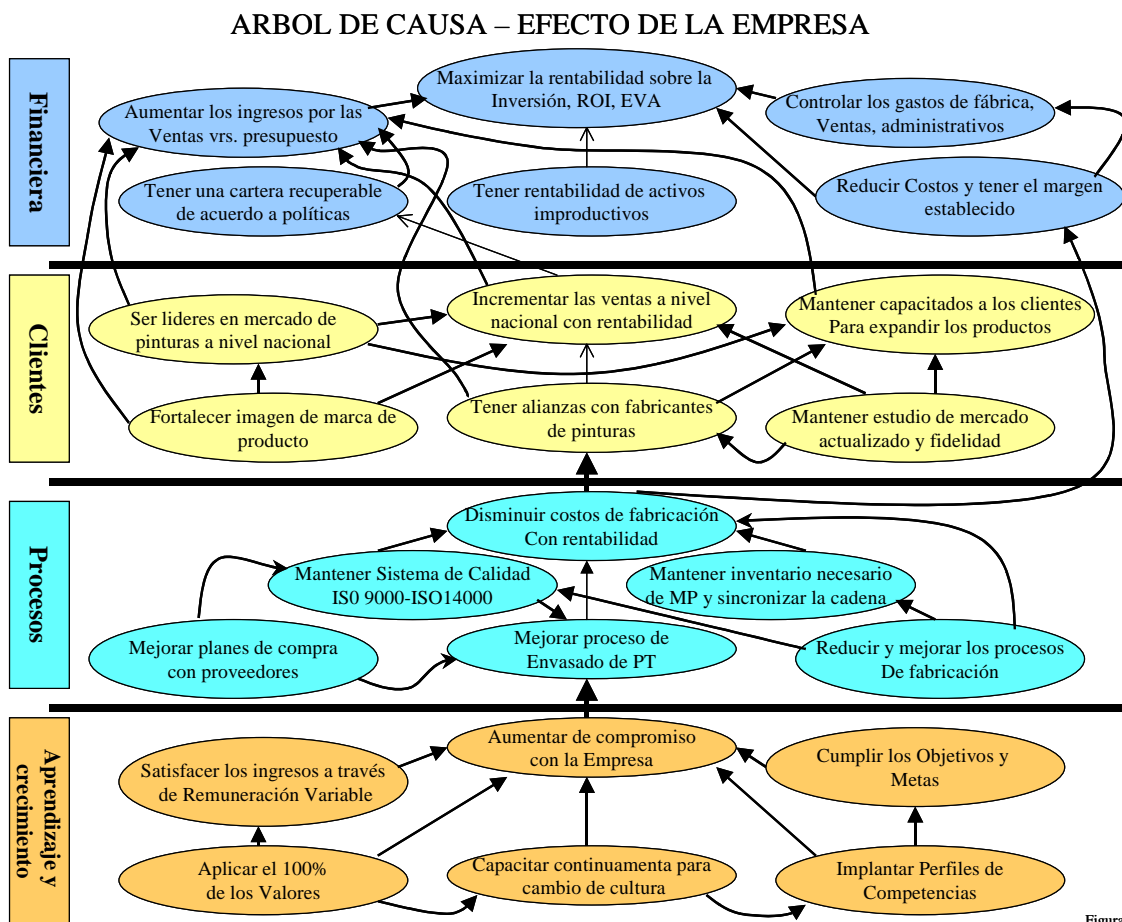 ARBOL DE CAUSA – EFECTO DE LA EMPRESA
Financiera
Maximizar la rentabilidad sobre la
Inversión, ROI, EVA
Aumentar los ingresos por las
Ventas vrs. presupuesto
Controlar los gastos de fábrica,
Ventas, administrativos
Tener una cartera recuperable
de acuerdo a políticas
Tener rentabilidad de activos
improductivos
Reducir Costos y tener el margen
establecido
Clientes
Ser lideres en mercado de
pinturas a nivel nacional
Incrementar las ventas a nivel
nacional con rentabilidad
Mantener capacitados a los clientes
Para expandir los productos
Fortalecer imagen de marca de
producto
Tener alianzas con fabricantes
de pinturas
Mantener estudio de mercado
actualizado y fidelidad
Procesos
Disminuir costos de fabricación
Con rentabilidad
Mantener Sistema de Calidad
IS0 9000-ISO14000
Mantener inventario necesario
de MP y sincronizar la cadena
Mejorar planes de compra
con proveedores
Mejorar proceso de
Envasado de PT
Reducir y mejorar los procesos
De fabricación
Aprendizaje y
crecimiento
Aumentar de compromiso
con la Empresa
Satisfacer los ingresos a través
de Remuneración Variable
Cumplir los Objetivos y
Metas
Aplicar el 100%
de los Valores
Capacitar continuamenta para
cambio de cultura
Implantar Perfiles de
Competencias
Figura